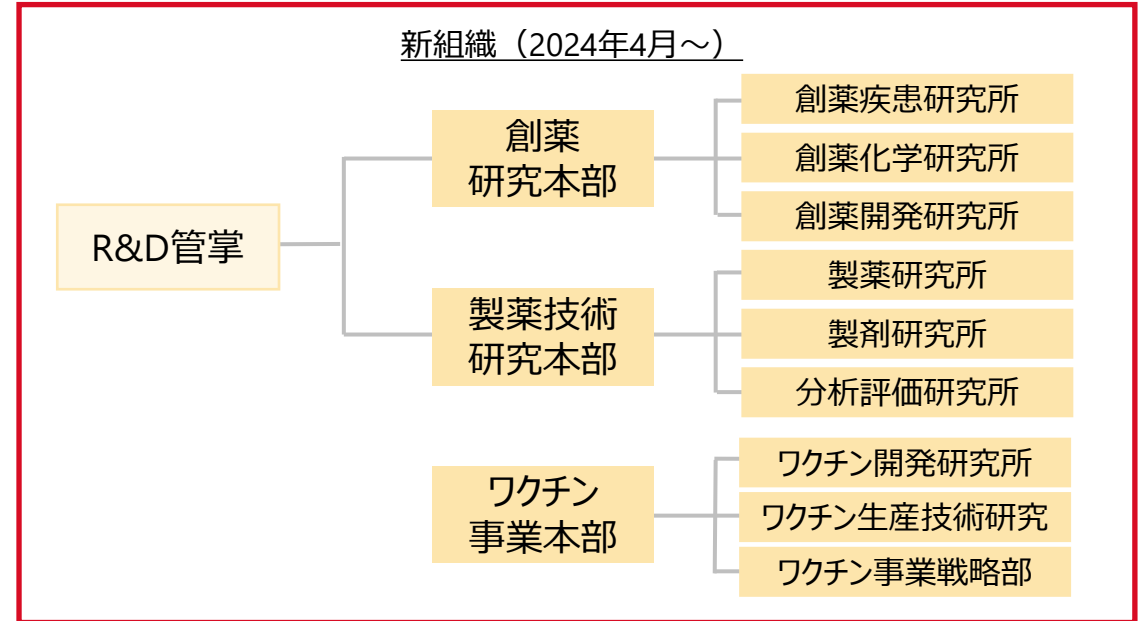 新組織（2024年4月～）
R&D管掌
創薬
研究本部
創薬疾患研究所
創薬化学研究所
創薬開発研究所
製薬技術
研究本部
製薬研究所
製剤研究所
分析評価研究所
ワクチン
事業本部
ワクチン開発研究所
ワクチン生産技術研究
ワクチン事業戦略部